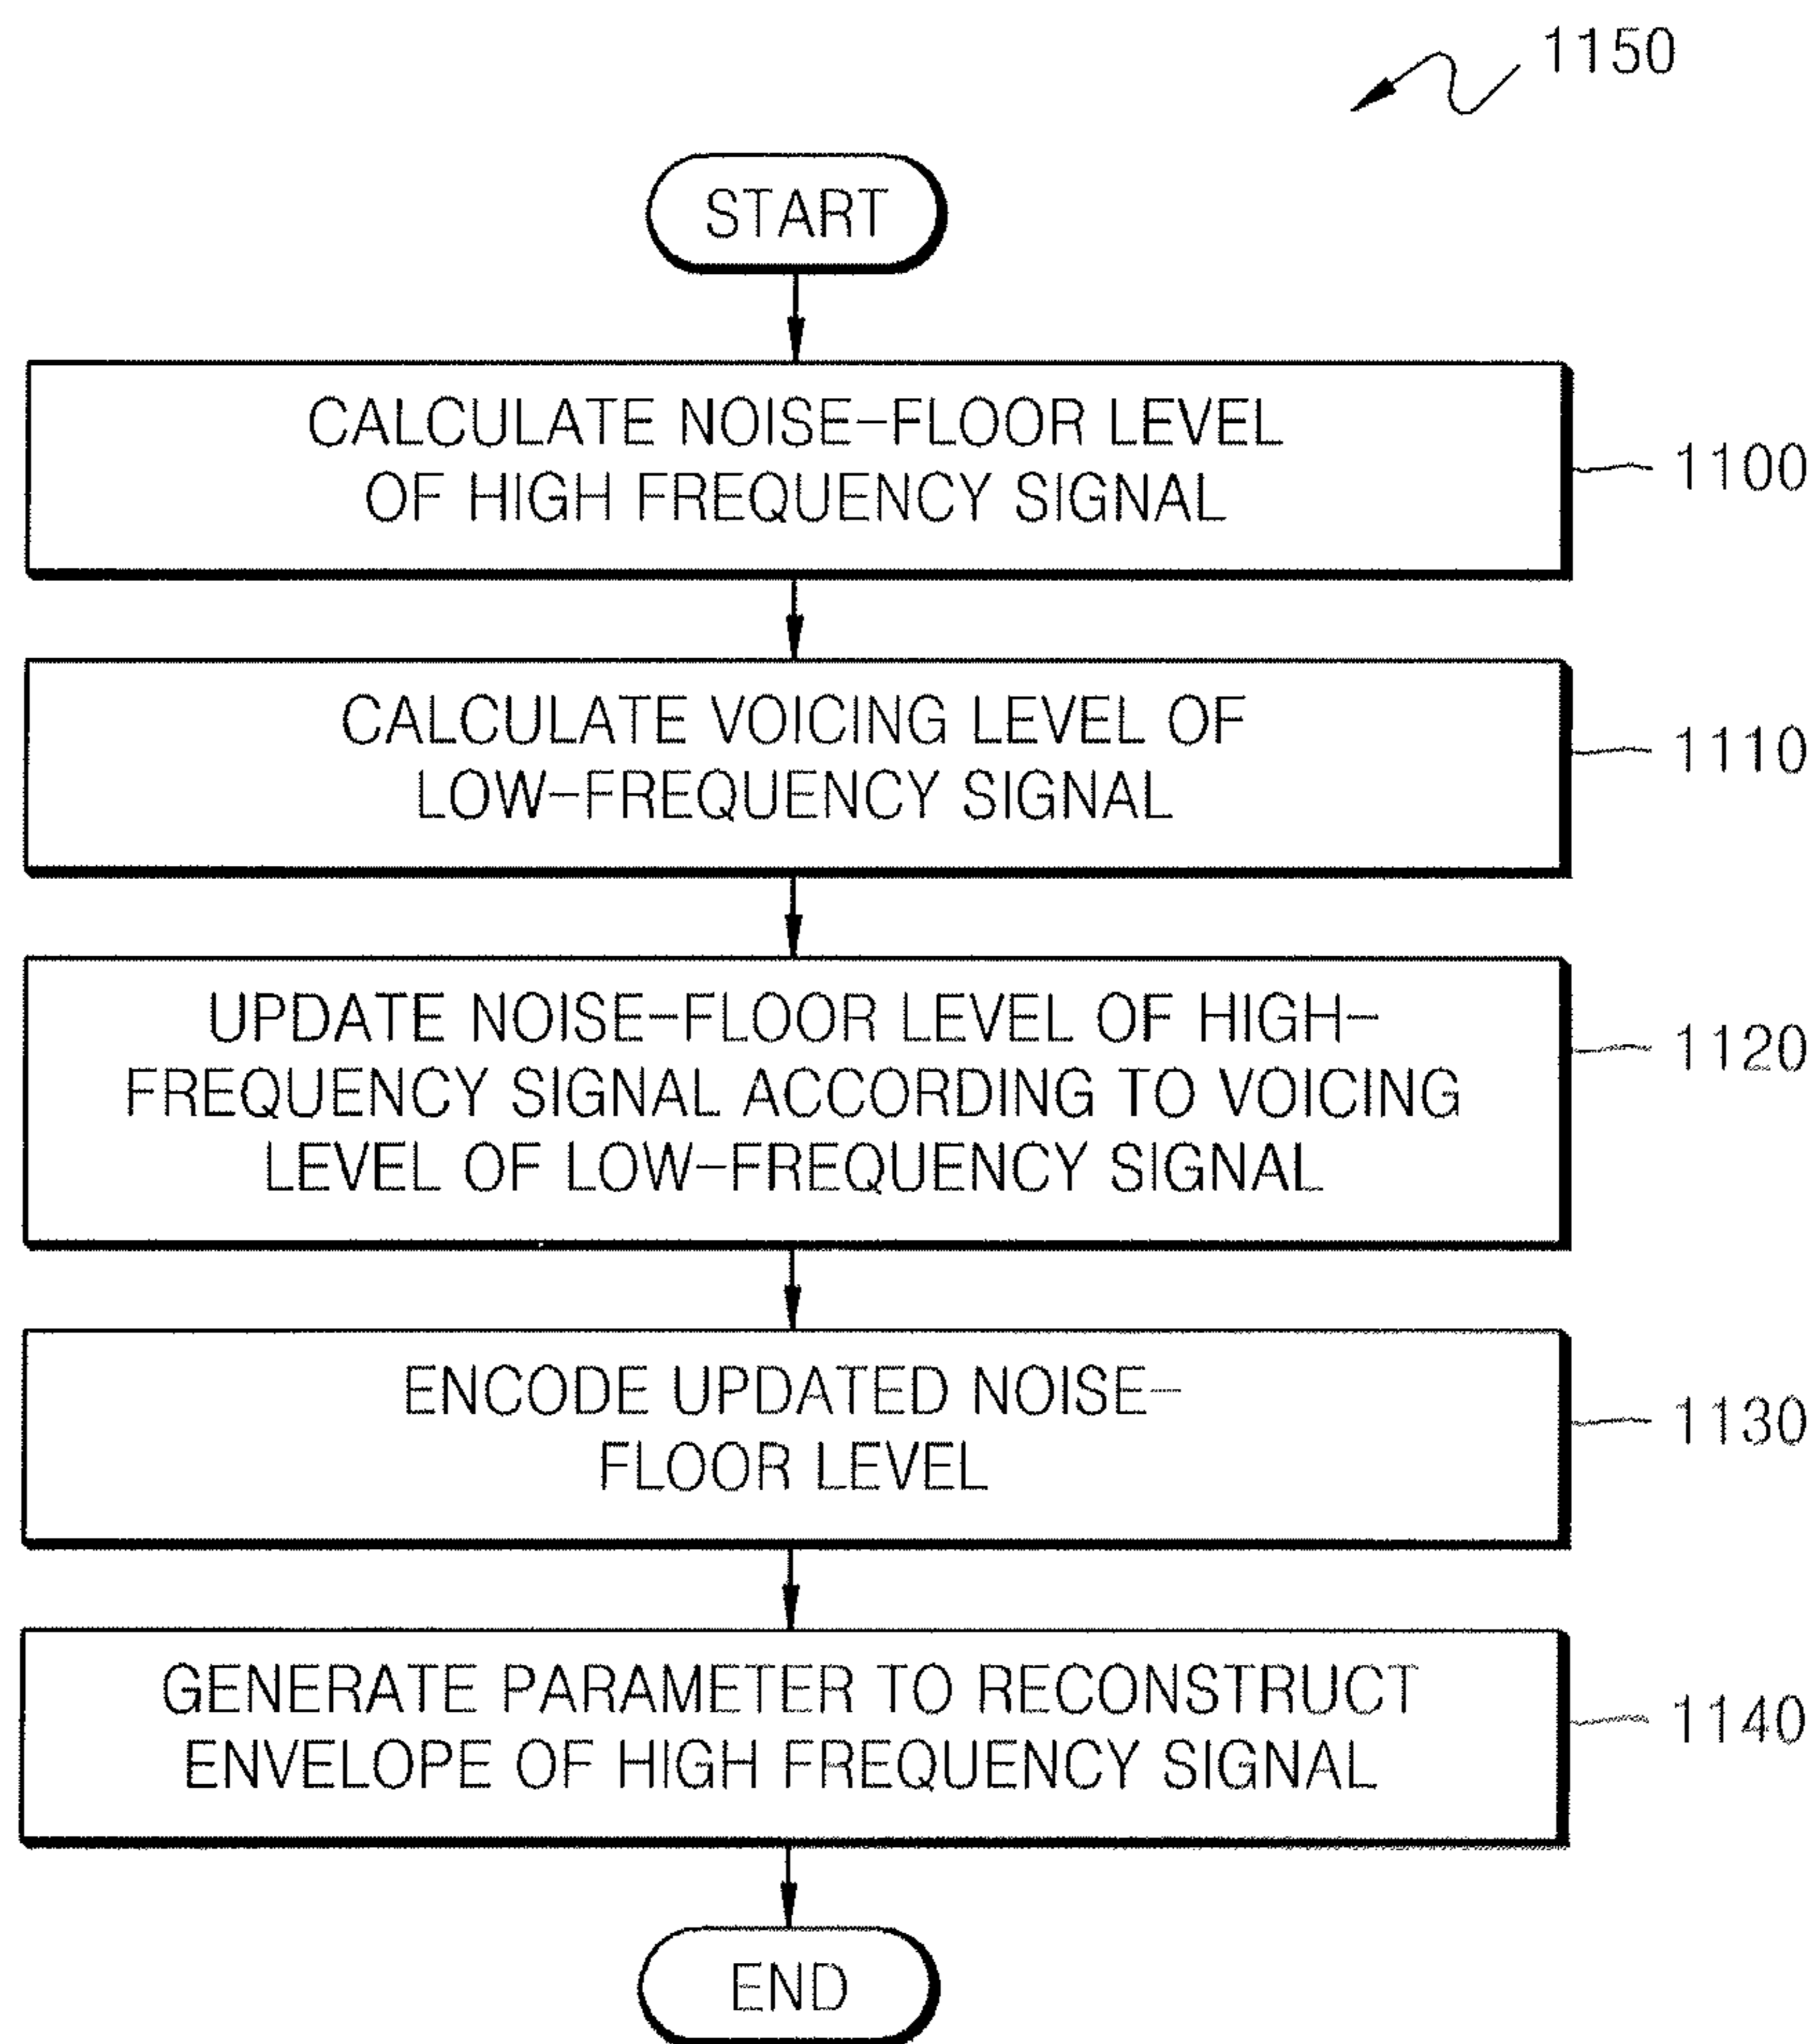 1150
START
CALCULATE NOISE-FLOOR LEVEL
OF HIGH FREQUENCY SIGNAL
1100
CALCULATE VOICING LEVEL OF
LOW-FREQUENCY SIGNAL
1110
UPDATE NOISE-FLOOR LEVEL OF HIGH-
FREQUENCY SIGNAL ACCORDING TO VOICING
LEVEL OF LOW-FREQUENCY SIGNAL
1120
ENCODE UPDATED NOISE-
FLOOR LEVEL
1130
GENERATE PARAMETER TO RECONSTRUCT
ENVELOPE OF HIGH FREQUENCY SIGNAL
1140
END